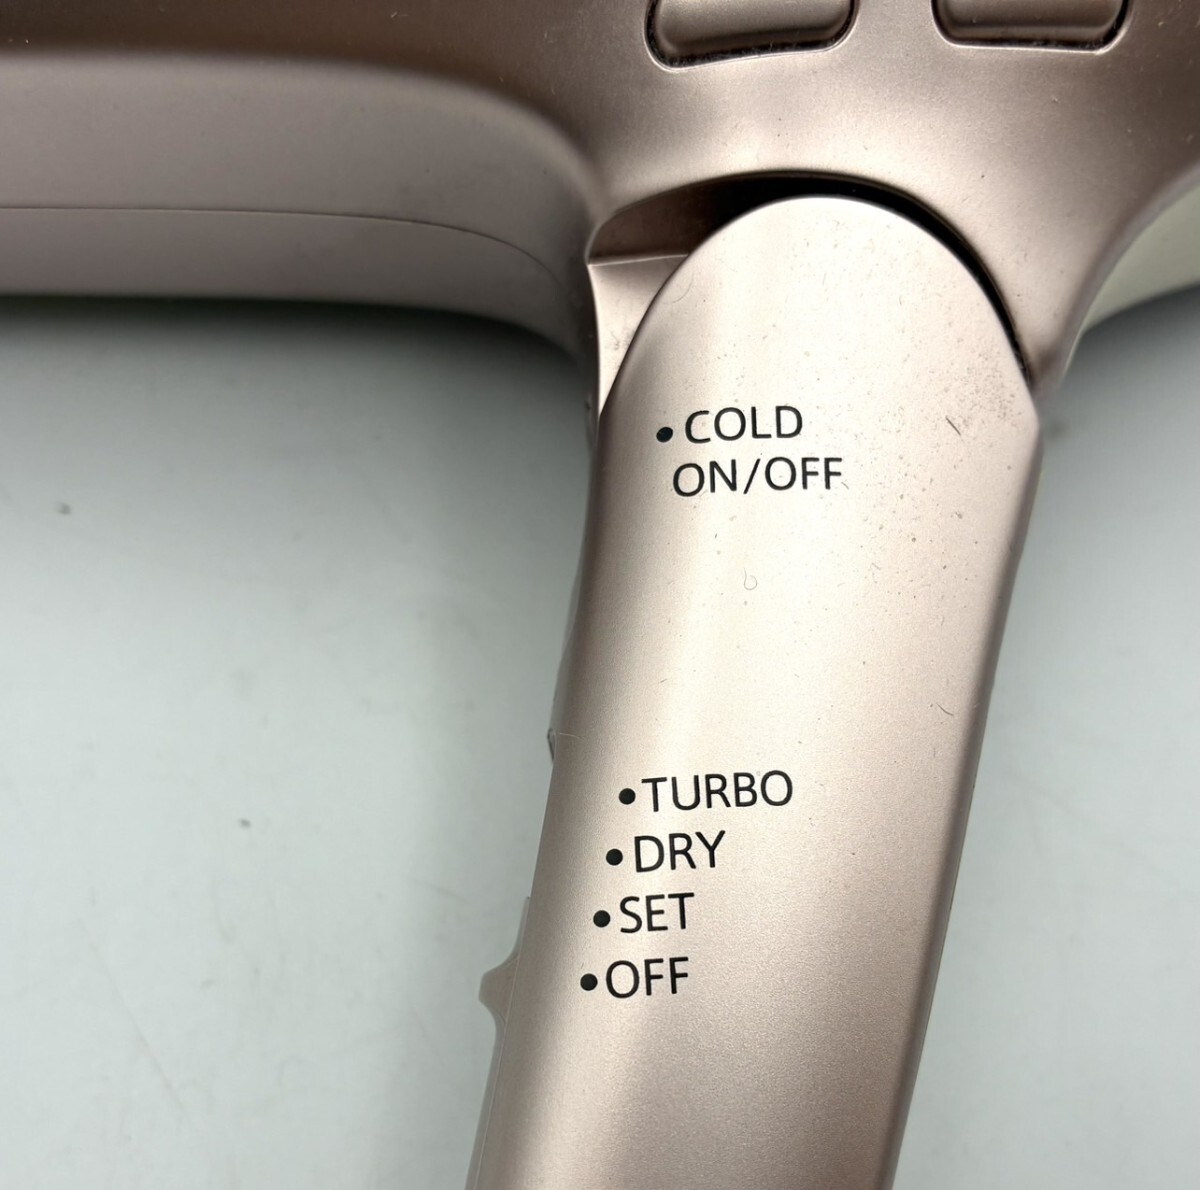 •COLD
ON/OFF
•TURBO
•DRY
•SET
•OFF